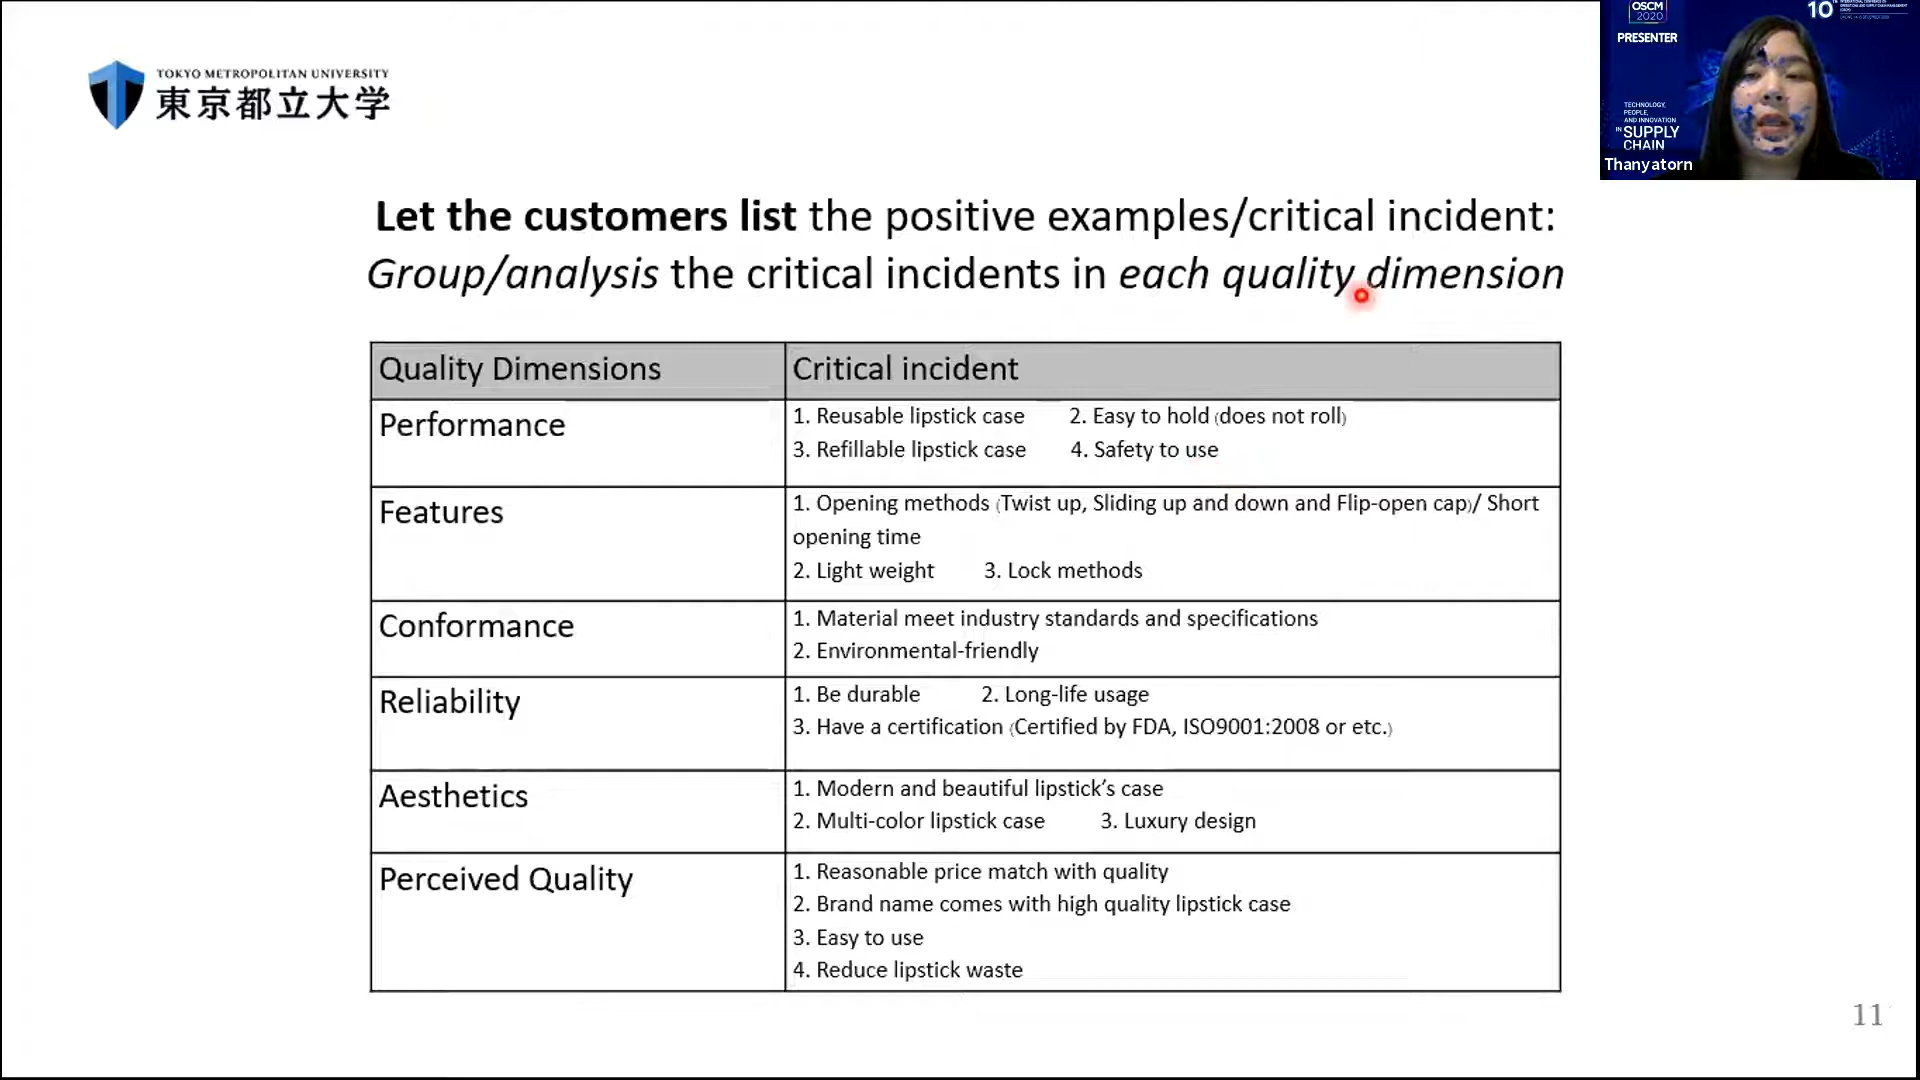 TOKYO METROPOLITAN UNIVERSITY
東京都立大学
OSCM
2020
PRESENTER
10
TECHNOLOGY,
PEOPLE,
AND INNOVATION
IN SUPPLY
CHAIN
Thanyatorn
Let the customers list the positive examples/critical incident:
Group/analysis the critical incidents in each quality dimension
Quality Dimensions
Critical incident
Performance
1. Reusable lipstick case 2. Easy to hold (does not roll)
3. Refillable lipstick case 4. Safety to use
Features
1. Opening methods (Twist up, Sliding up and down and Flip-open cap)/ Short
opening time
2. Light weight 3. Lock methods
Conformance
1. Material meet industry standards and specifications
2. Environmental-friendly
Reliability
1. Be durable 2. Long-life usage
3. Have a certification (Certified by FDA, ISO9001:2008 or etc.)
Aesthetics
1. Modern and beautiful lipstick’s case
2. Multi-color lipstick case 3. Luxury design
Perceived Quality
1. Reasonable price match with quality
2. Brand name comes with high quality lipstick case
3. Easy to use
4. Reduce lipstick waste
11